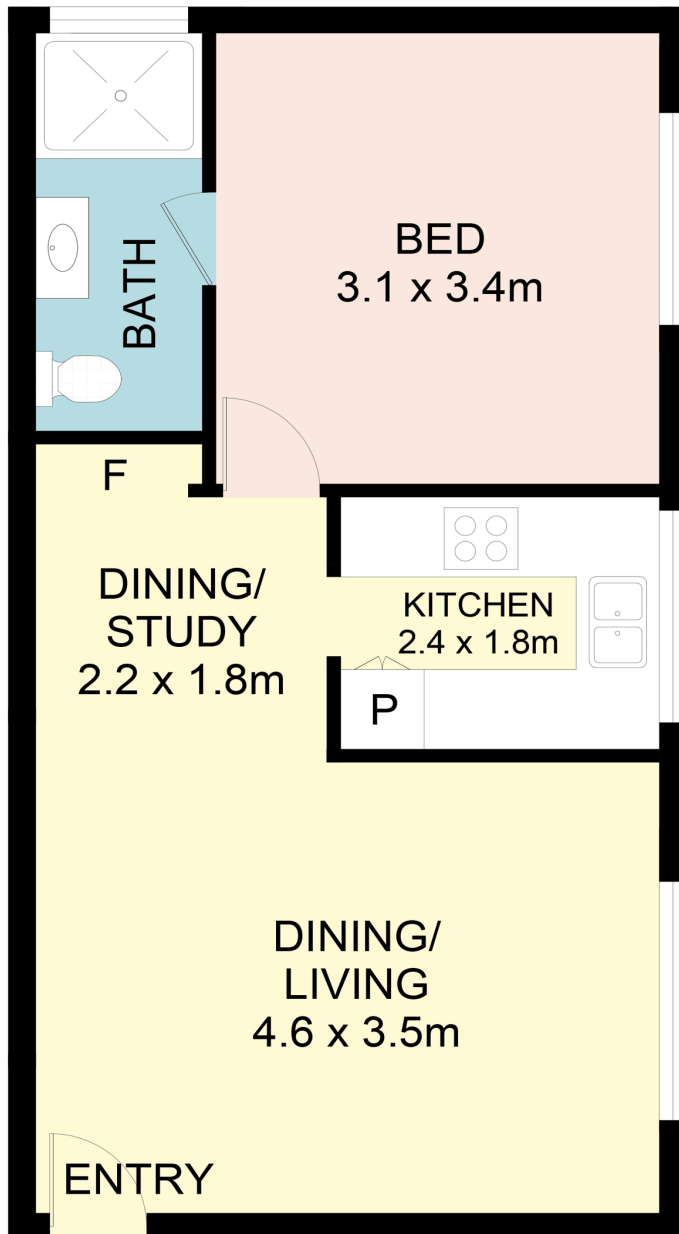 BED
3.1 x 3.4m
BATH
F
DINING/
STUDY
2.2 x 1.8m
KITCHEN
2.4 x 1.8m
P
DINING/
LIVING
4.6 x 3.5m
ENTRY